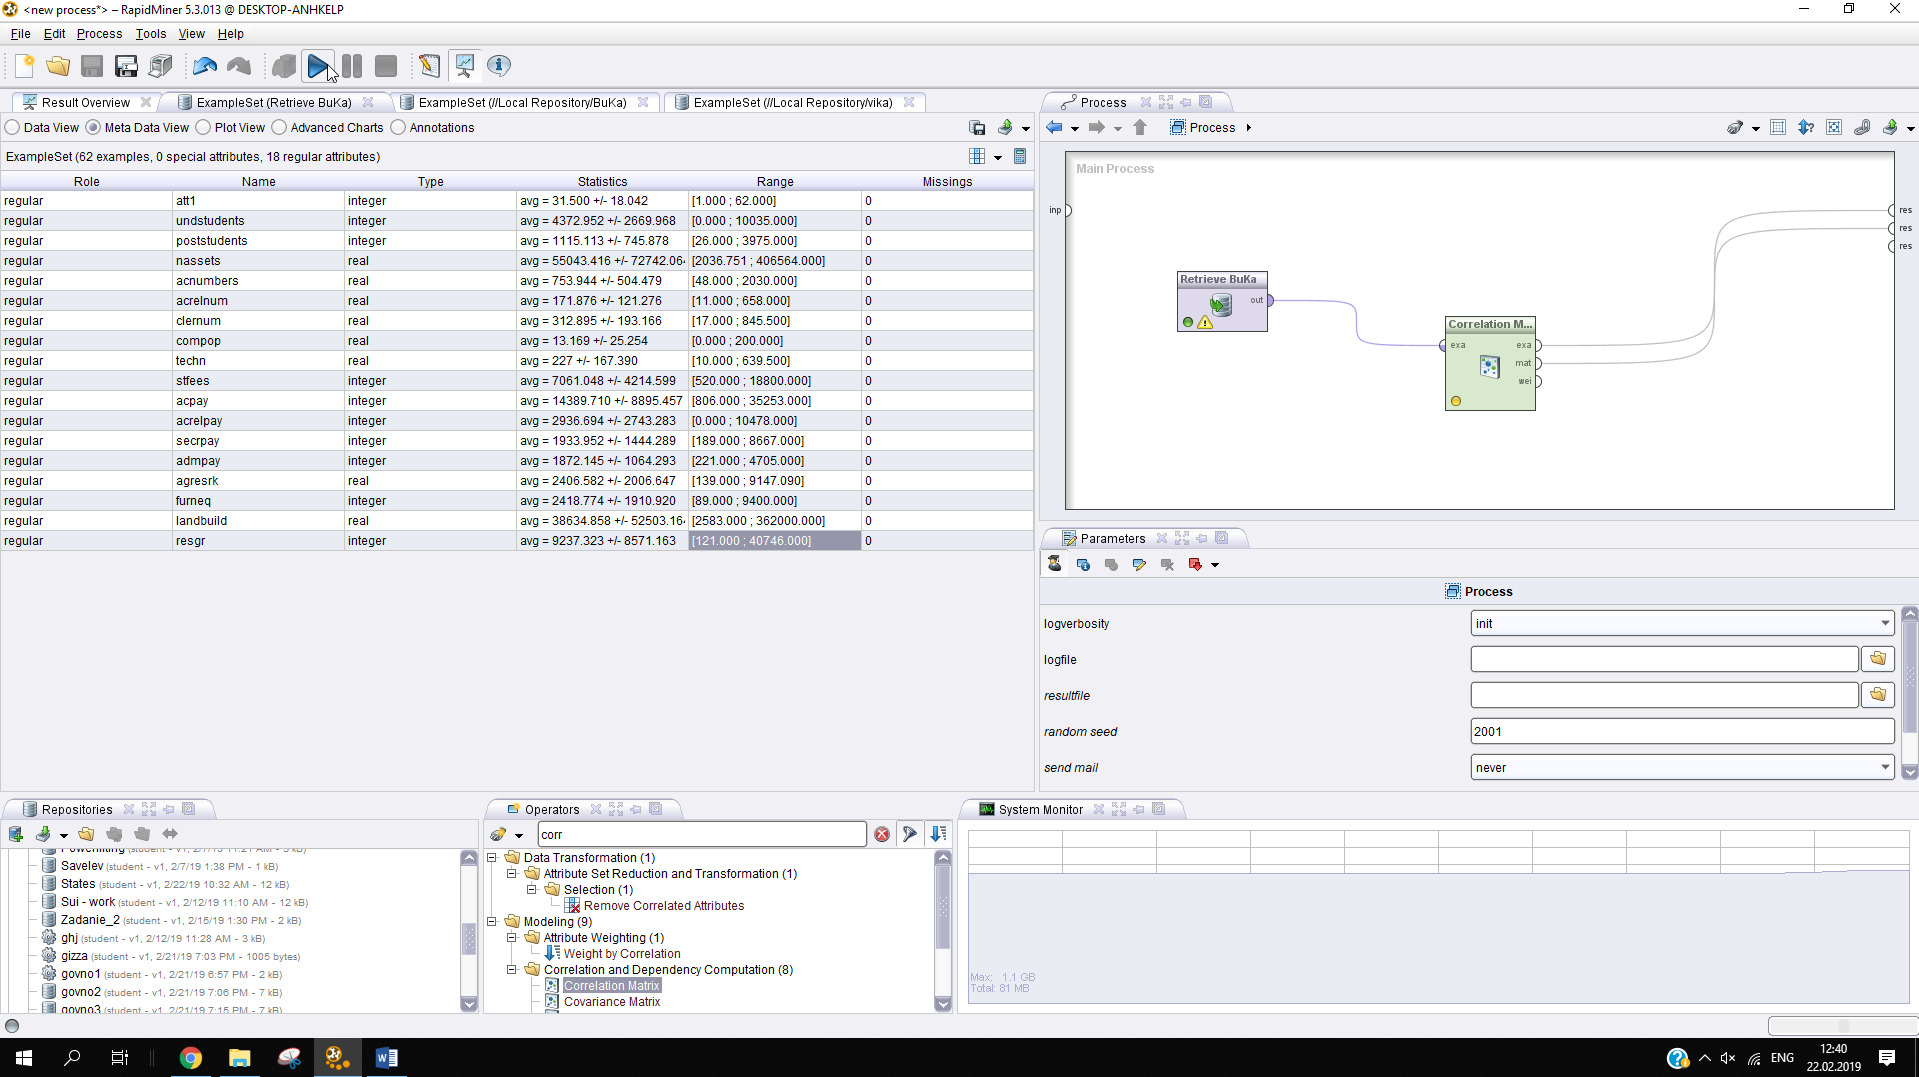 <new process*> – RapidMiner 5.3.013 @ DESKTOP-ANHKELP
File Edit Process Tools View Help
Result Overview ExampleSet (Retrieve BuKa) ExampleSet (//Local Repository/BuKa) ExampleSet (//Local Repository/vika)
Data View Meta Data View Plot View Advanced Charts Annotations
ExampleSet (62 examples, 0 special attributes, 18 regular attributes)
Role Name Type Statistics Range Missings
regular att1 integer avg = 31.500 +/- 18.042 [1.000 ; 62.000] 0
regular undstudents integer avg = 4372.952 +/- 2669.968 [0.000 ; 10035.000] 0
regular poststudents integer avg = 1115.113 +/- 745.878 [26.000 ; 3975.000] 0
regular nassets real avg = 55043.416 +/- 72742.06 [2036.751 ; 406564.000] 0
regular acnumbers real avg = 753.944 +/- 504.479 [48.000 ; 2030.000] 0
regular acrelnum real avg = 171.876 +/- 121.276 [11.000 ; 658.000] 0
regular clernum real avg = 312.895 +/- 193.166 [17.000 ; 845.500] 0
regular compop real avg = 13.169 +/- 25.254 [0.000 ; 200.000] 0
regular techn real avg = 227 +/- 167.390 [10.000 ; 639.500] 0
regular stfees integer avg = 7061.048 +/- 4214.599 [520.000 ; 18800.000] 0
regular acpay integer avg = 14389.710 +/- 8895.457 [806.000 ; 35253.000] 0
regular acrelpay integer avg = 2936.694 +/- 2743.283 [0.000 ; 10478.000] 0
regular secrpay integer avg = 1933.952 +/- 1444.289 [189.000 ; 8667.000] 0
regular admpay integer avg = 1872.145 +/- 1064.293 [221.000 ; 4705.000] 0
regular agresrk real avg = 2406.582 +/- 2006.647 [139.000 ; 9147.090] 0
regular furneq integer avg = 2418.774 +/- 1910.920 [89.000 ; 9400.000] 0
regular landbuild real avg = 38634.858 +/- 52503.16 [2583.000 ; 362000.000] 0
regular resgr integer avg = 9237.323 +/- 8571.163 [121.000 ; 40746.000] 0
Process
Process
Main Process
inp
res
res
res
Retrieve BuKa
out
Correlation M...
exa exa
mat
wei
Parameters
Process
logverbosity init
logfile
resultfile
random seed 2001
send mail never
Repositories
Savelev (student - v1, 2/7/19 1:38 PM - 1 kB)
States (student - v1, 2/22/19 10:32 AM - 12 kB)
Sui - work (student - v1, 2/12/19 11:10 AM - 12 kB)
Zadanie_2 (student - v1, 2/15/19 1:30 PM - 2 kB)
ghj (student - v1, 2/12/19 11:28 AM - 3 kB)
gizza (student - v1, 2/21/19 7:03 PM - 1005 bytes)
govno1 (student - v1, 2/21/19 6:57 PM - 2 kB)
govno2 (student - v1, 2/21/19 7:06 PM - 7 kB)
govno3 (student - v1, 2/21/19 7:15 PM - 7 kB)
Operators
corr
Data Transformation (1)
Attribute Set Reduction and Transformation (1)
Selection (1)
Remove Correlated Attributes
Modeling (9)
Attribute Weighting (1)
Weight by Correlation
Correlation and Dependency Computation (8)
Correlation Matrix
Covariance Matrix
System Monitor
Max: 1.1 GB
Total: 81 MB
ENG
12:40
22.02.2019